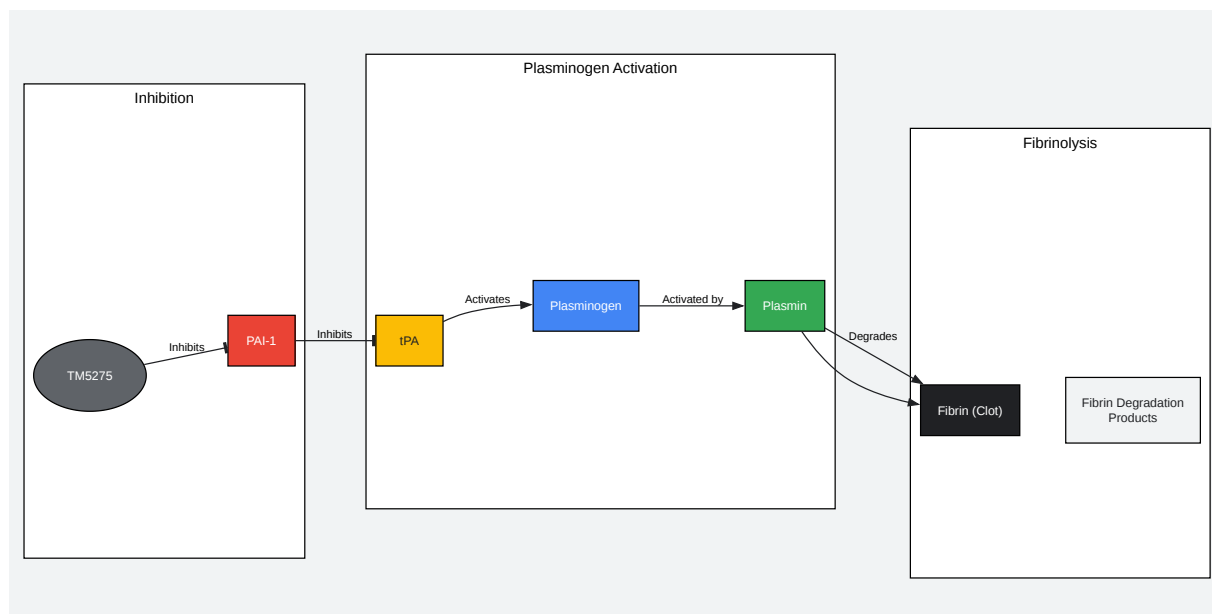 Inhibition
TM5275
Inhibits
PAI-1
Inhibits
Plasminogen Activation
tPA
Activates
Plasminogen
Activated by
Plasmin
Degrades
Fibrinolysis
Fibrin (Clot)
Fibrin Degradation
Products